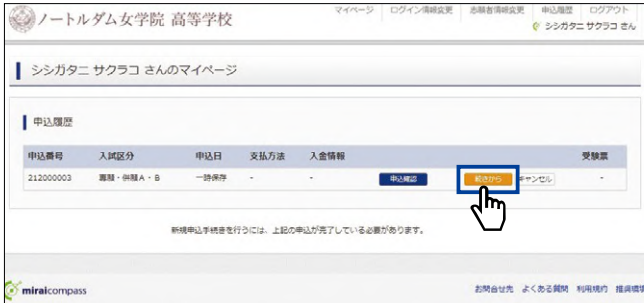 マイページ ログイン情報変更 志願者情報変更 申込履歴 ログアウト
ノートルダム女学院 高等学校
シシガタニ サクラコ さん
シシガタニ サクラコ さんのマイページ
申込履歴
申込番号 入試区分 申込日 支払方法 入金情報 受験票
212000003 専願・併願A・B 一時保存 - - 申込確認 続きから キャンセル -
新規申込手続きを行うには、上記の申込が完了している必要があります。
miraicompass お問合せ先 よくある質問 利用規約 推奨環境